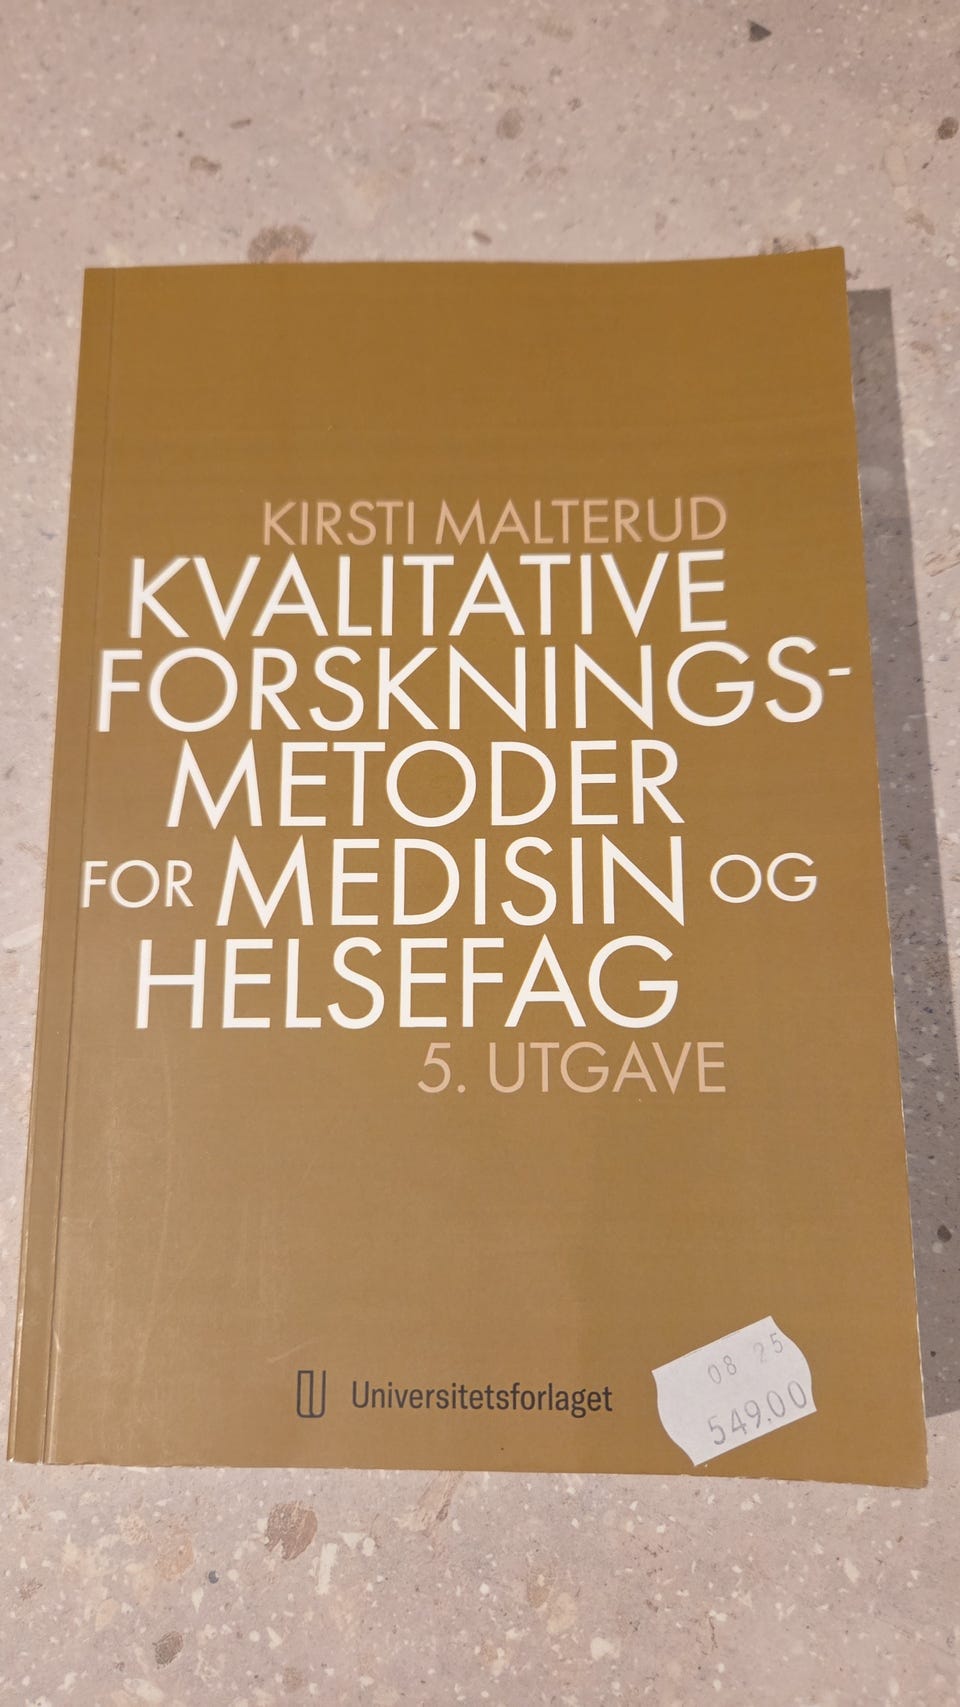 KIRSTI MALTERUD
KVALITATIVE
FORSKNINGS-
METODER
FOR MEDISIN OG
HELSEFAG
5. UTGAVE
Universitetsforlaget
08 25
549.00